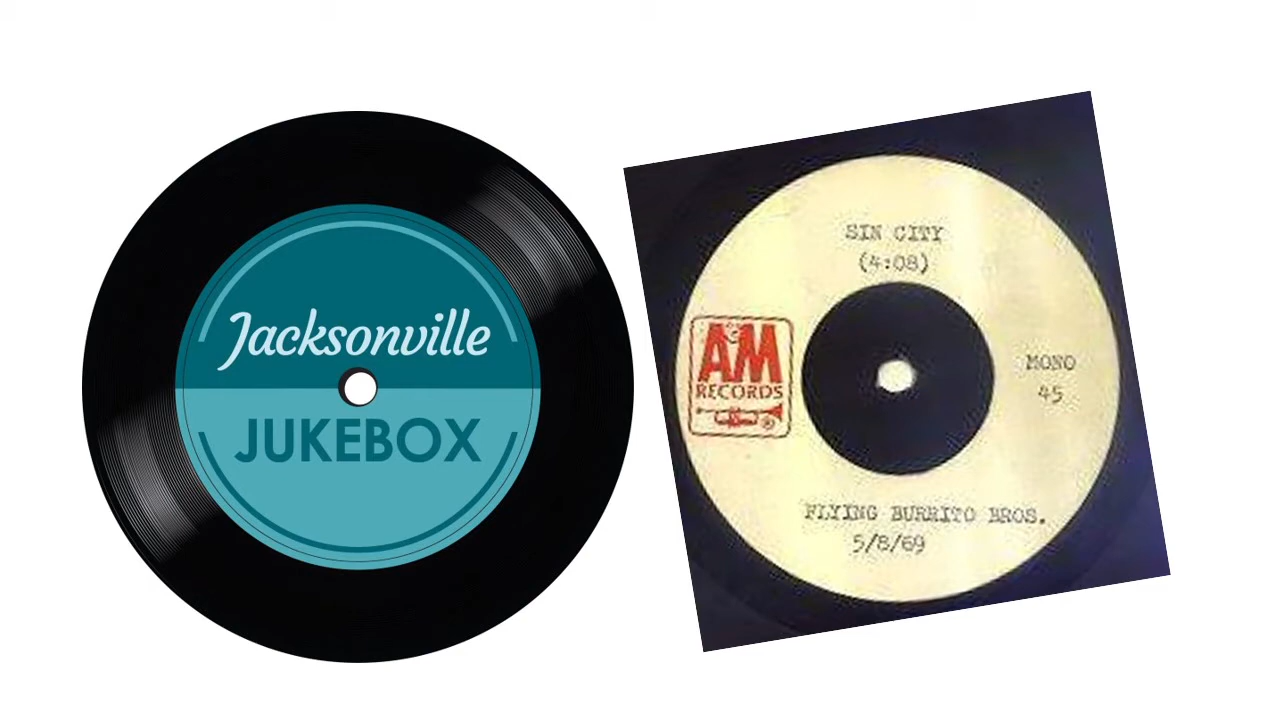 Jacksonville
JUKEBOX
SIN CITY
(4:08)
A&M
RECORDS
®
MONO
45
FLYING BURRITO BROS.
5/8/69